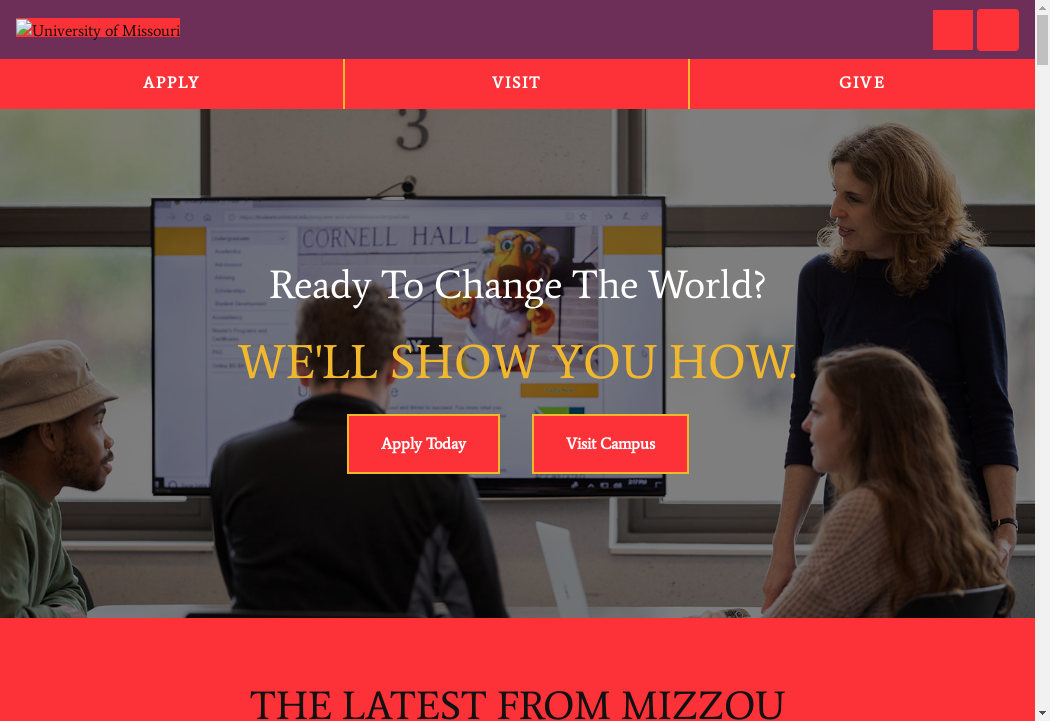 University of Missouri
APPLY
VISIT
GIVE
3
CORNELL HALL
Ready To Change The World?
WE'LL SHOW YOU HOW.
Apply Today
Visit Campus
THE LATEST FROM MIZZOU